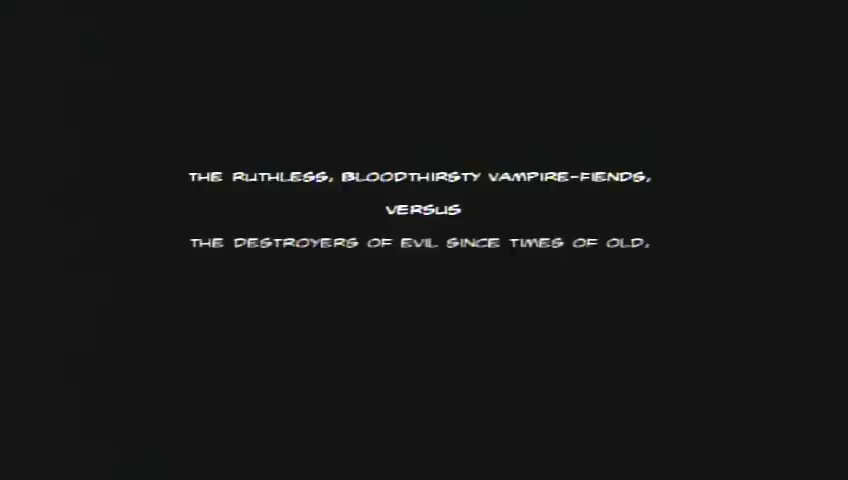 THE RUTHLESS, BLOODTHIRSTY VAMPIRE-FIENDS,
VERSUS
THE DESTROYERS OF EVIL SINCE TIMES OF OLD,